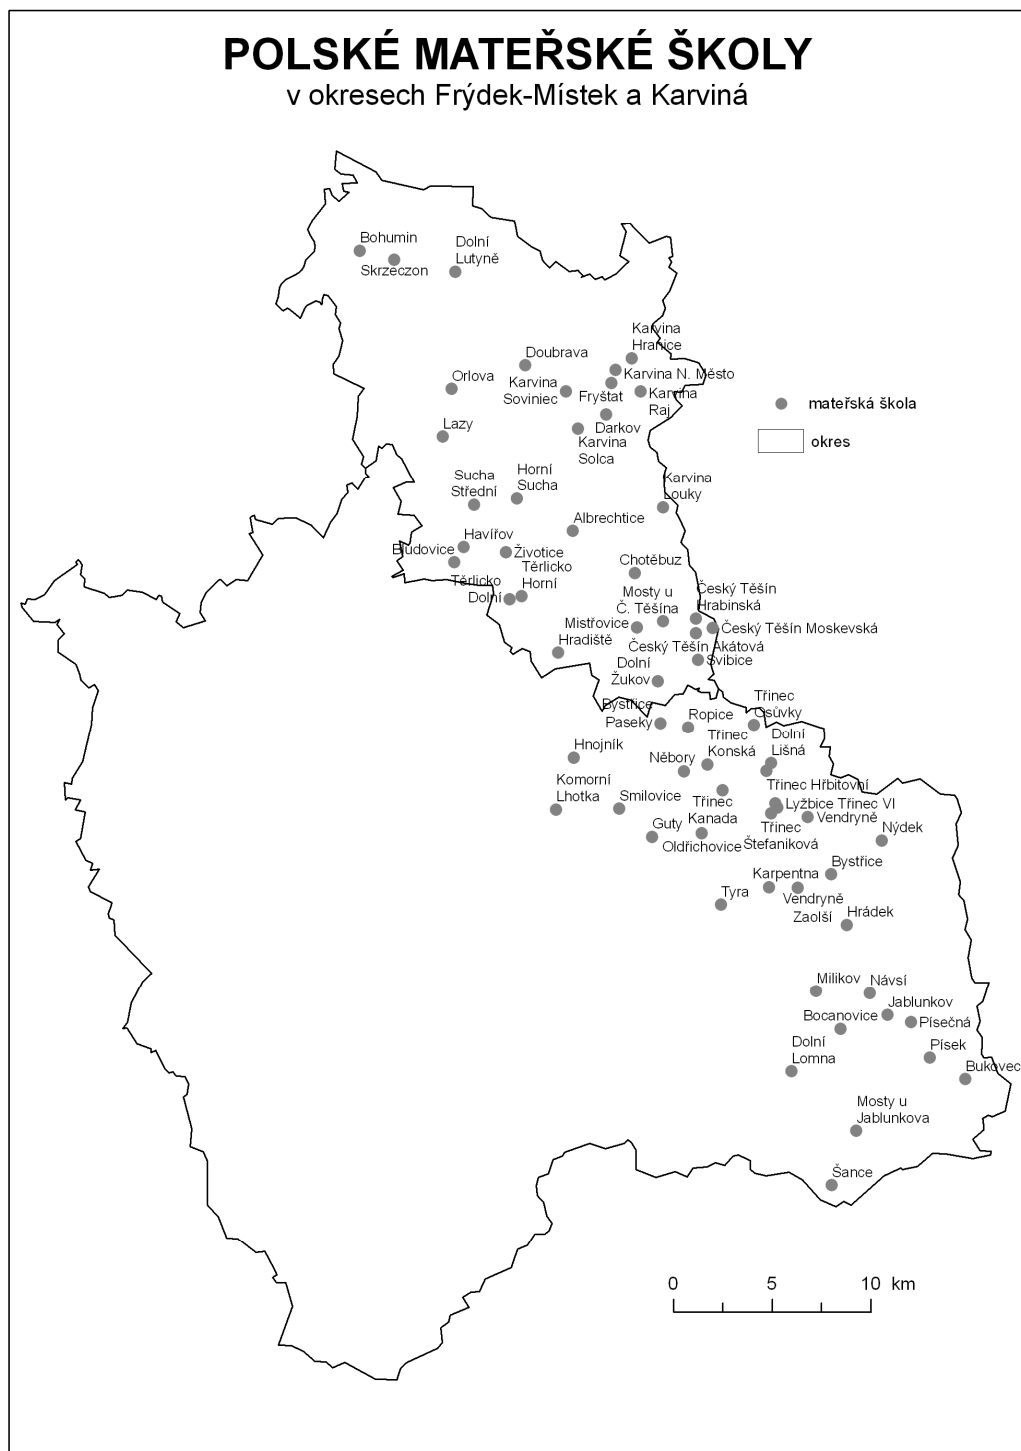 POLSKÉ MATEŘSKÉ ŠKOLY
v okresech Frýdek-Místek a Karviná
Bohumin
Skrzeczon
Dolní
Lutyně
Karvina
Hranice
Doubrava
Karvina N. Město
Orlova
Karvina
Soviniec
Fryštat
Karvina
Raj
mateřská škola
Lazy
Darkov
Karvina
Solca
okres
Sucha
Střední
Horní
Sucha
Karvina
Louky
Albrechtice
Havířov
Bludovice
Životice
Těrlicko
Horní
Těrlicko
Dolní
Chotěbuz
Mosty u
Č. Těšína
Český Těšín
Hrabinská
Mistřovice
Český Těšín Moskevská
Hradiště
Český Těšín Akátová
Svibice
Dolní
Žukov
Bystřice
Paseky
Ropice
Třinec
Osůvky
Třinec
Konská
Dolní
Lišná
Hnojník
Něbory
Třinec Hřbitovní
Komorní
Lhotka
Smilovice
Třinec
Kanada
Lyžbice Třinec VI
Vendryně
Guty
Oldřichovice
Třinec
Štefaniková
Nýdek
Bystřice
Karpentna
Tyra
Vendryně
Zaolší
Hrádek
Milikov
Návsí
Jablunkov
Bocanovice
Písečná
Dolní
Lomna
Písek
Bukovec
Mosty u
Jablunkova
Šance
0 5 10 km